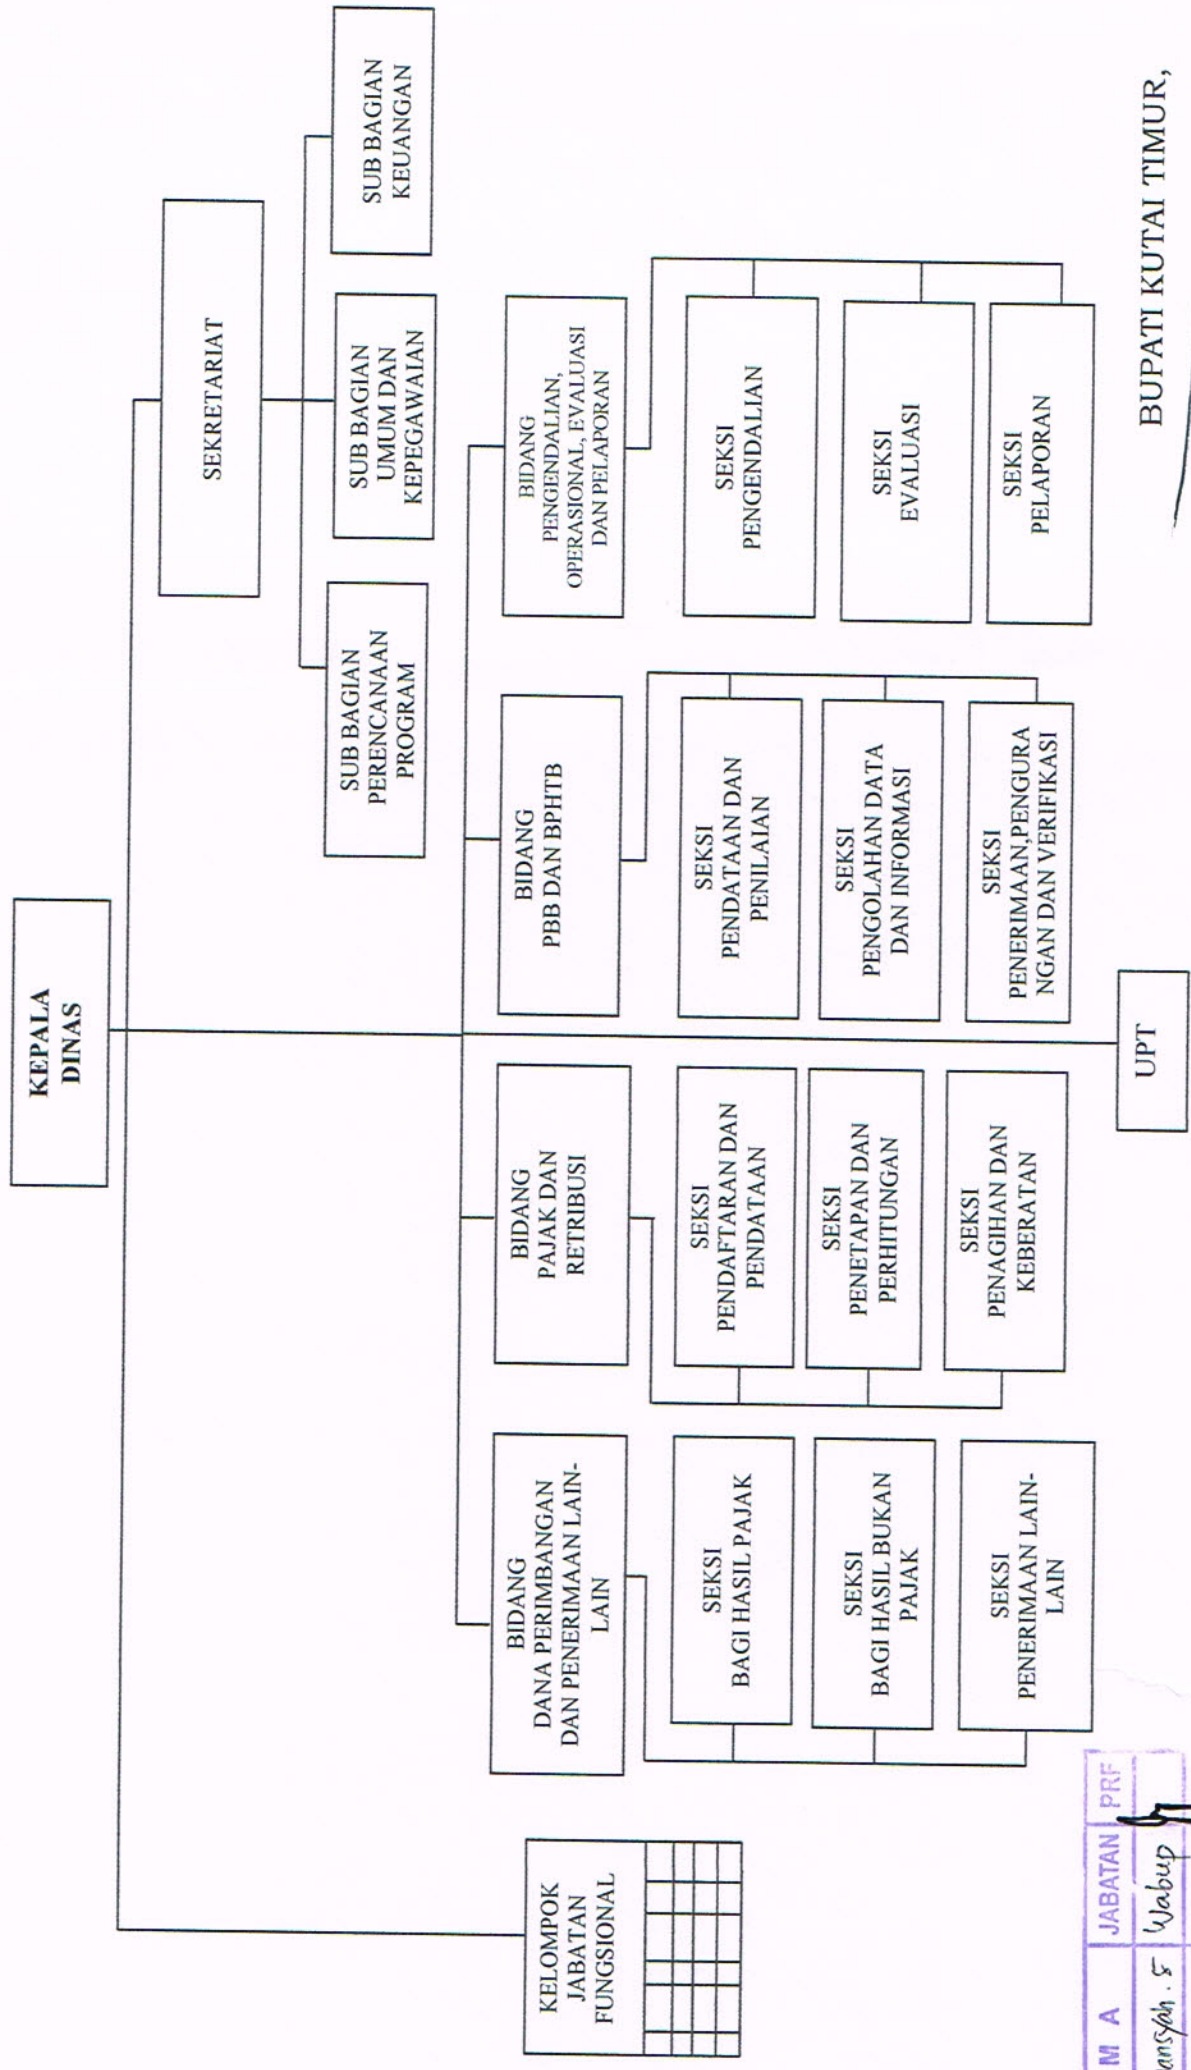 KEPALA
DINAS
SEKRETARIAT
SUB BAGIAN
PERENCANAAN
PROGRAM
SUB BAGIAN
UMUM DAN
KEPEGAWAIAN
SUB BAGIAN
KEUANGAN
KELOMPOK
JABATAN
FUNGSIONAL
BIDANG
DANA PERIMBANGAN
DAN PENERIMAAN LAIN-
LAIN
SEKSI
BAGI HASIL PAJAK
SEKSI
BAGI HASIL BUKAN
PAJAK
SEKSI
PENERIMAAN LAIN-
LAIN
BIDANG
PAJAK DAN
RETRIBUSI
SEKSI
PENDAFTARAN DAN
PENDATAAN
SEKSI
PENETAPAN DAN
PERHITUNGAN
SEKSI
PENAGIHAN DAN
KEBERATAN
BIDANG
PBB DAN BPHTB
SEKSI
PENDATAAN DAN
PENILAIAN
SEKSI
PENGOLAHAN DATA
DAN INFORMASI
SEKSI
PENERIMAAN,PENGURA
NGAN DAN VERIFIKASI
BIDANG
PENGENDALIAN,
OPERASIONAL, EVALUASI
DAN PELAPORAN
SEKSI
PENGENDALIAN
SEKSI
EVALUASI
SEKSI
PELAPORAN
UPT
M A JABATAN PRF
Wabup
BUPATI KUTAI TIMUR,